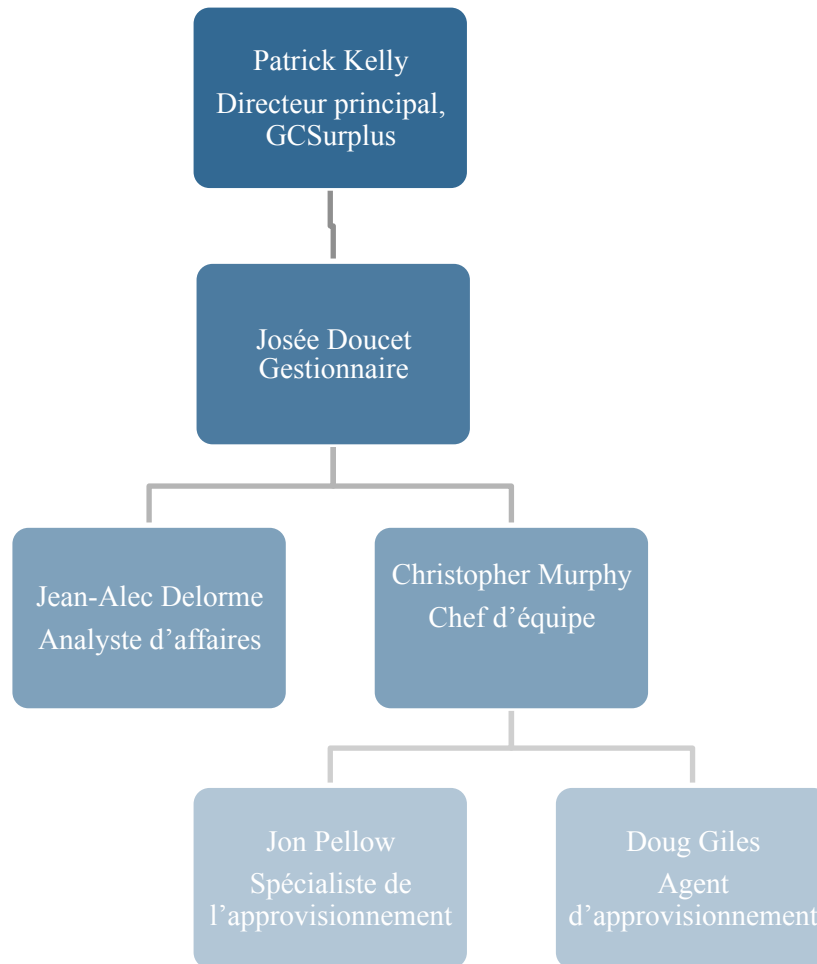 Patrick Kelly
Directeur principal,
GCSurplus
Josée Doucet
Gestionnaire
Jean-Alec Delorme
Analyste d’affaires
Christopher Murphy
Chef d’équipe
Jon Pellow
Spécialiste de
l’approvisionnement
Doug Giles
Agent
d’approvisionnement